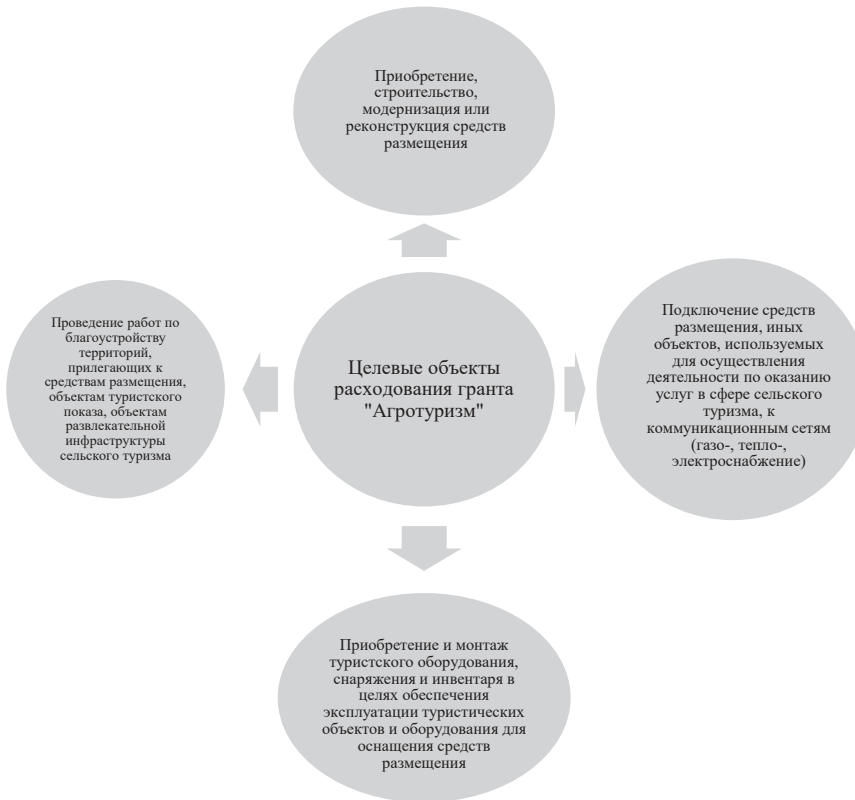 Приобретение,
строительство,
модернизация или
реконструкция средств
размещения
Проведение работ по
благоустройству
территорий,
прилегающих к
средствам размещения,
объектам туристского
показа, объектам
развлекательной
инфраструктуры
сельского туризма
Целевые объекты
расходования гранта
"Агротуризм"
Подключение средств
размещения, иных
объектов, используемых
для осуществления
деятельности по оказанию
услуг в сфере сельского
туризма, к
коммуникационным сетям
(газо-, тепло-,
электроснабжение)
Приобретение и монтаж
туристского оборудования,
снаряжения и инвентаря в
целях обеспечения
эксплуатации туристических
объектов и оборудования для
оснащения средств
размещения